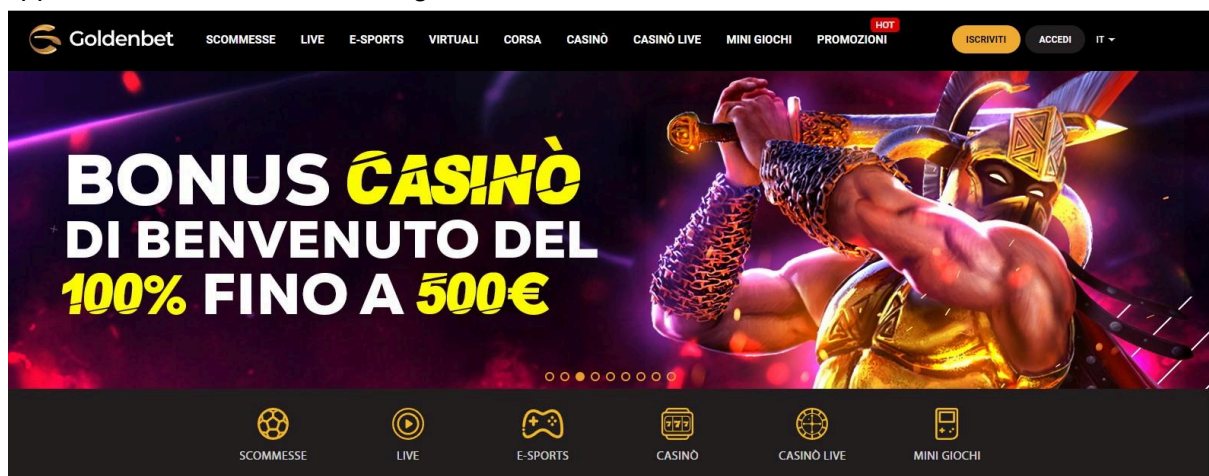 HOT
Goldenbet SCOMMESSE LIVE E-SPORTS VIRTUALI CORSA CASINÒ CASINÒ LIVE MINI GIOCHI PROMOZIONI ISCRIVITI ACCEDI IT
BONUS CASINÒ
DI BENVENUTO DEL
100% FINO A 500€
777
SCOMMESSE LIVE E-SPORTS CASINÒ CASINÒ LIVE MINI GIOCHI